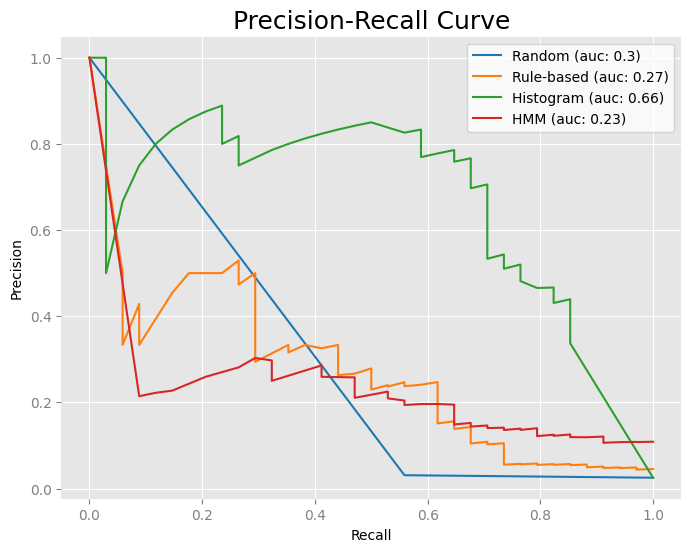 Precision-Recall Curve
Random (auc: 0.3)
Rule-based (auc: 0.27)
Histogram (auc: 0.66)
HMM (auc: 0.23)
1.0
0.8
0.6
0.4
0.2
0.0
Precision
0.0 0.2 0.4 0.6 0.8 1.0
Recall